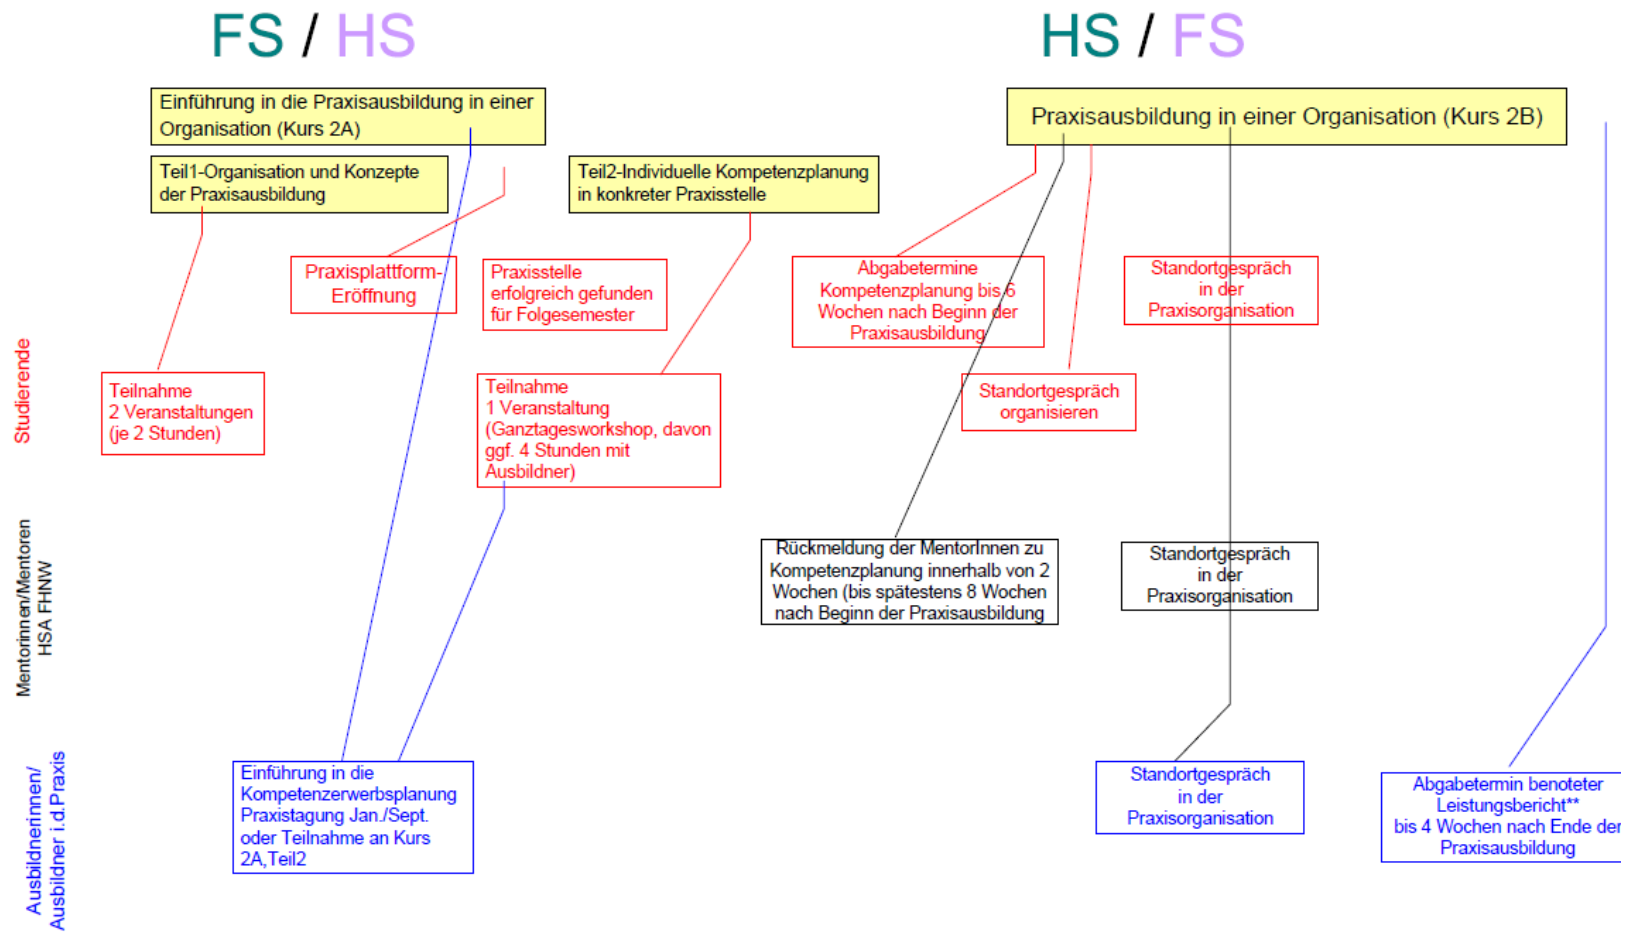 FS / HS
HS / FS
Einführung in die Praxisausbildung in einer
Organisation (Kurs 2A)
Praxisausbildung in einer Organisation (Kurs 2B)
Teil1-Organisation und Konzepte
der Praxisausbildung
Teil2-Individuelle Kompetenzplanung
in konkreter Praxisstelle
Studierende
Praxisplattform-
Eröffnung
Praxisstelle
erfolgreich gefunden
für Folgesemester
Abgabetermine
Kompetenzplanung bis 6
Wochen nach Beginn der
Praxisausbildung
Standortgespräch
in der
Praxisorganisation
Teilnahme
2 Veranstaltungen
(je 2 Stunden)
Teilnahme
1 Veranstaltung
(Ganztagesworkshop, davon
ggf. 4 Stunden mit
Ausbildner)
Standortgespräch
organisieren
Mentorinnen/Mentoren
HSA FHNW
Rückmeldung der MentorInnen zu
Kompetenzplanung innerhalb von 2
Wochen (bis spätestens 8 Wochen
nach Beginn der Praxisausbildung
Standortgespräch
in der
Praxisorganisation
Ausbildnerinnen/
Ausbildner i.d.Praxis
Einführung in die
Kompetenzerwerbsplanung
Praxistagung Jan./Sept.
oder Teilnahme an Kurs
2A,Teil2
Standortgespräch
in der
Praxisorganisation
Abgabetermin benoteter
Leistungsbericht**
bis 4 Wochen nach Ende der
Praxisausbildung